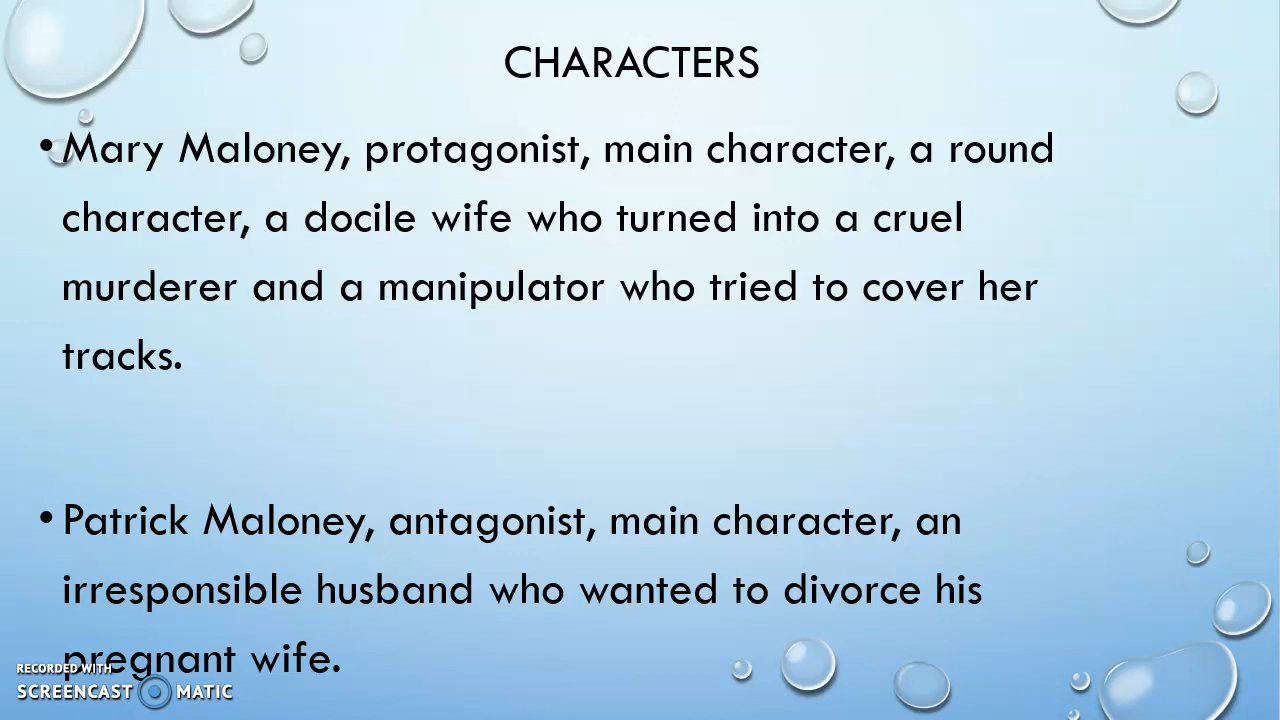 CHARACTERS
• Mary Maloney, protagonist, main character, a round
character, a docile wife who turned into a cruel
murderer and a manipulator who tried to cover her
tracks.
• Patrick Maloney, antagonist, main character, an
irresponsible husband who wanted to divorce his
pregnant wife.
RECORDED WITH
SCREENCAST MATIC